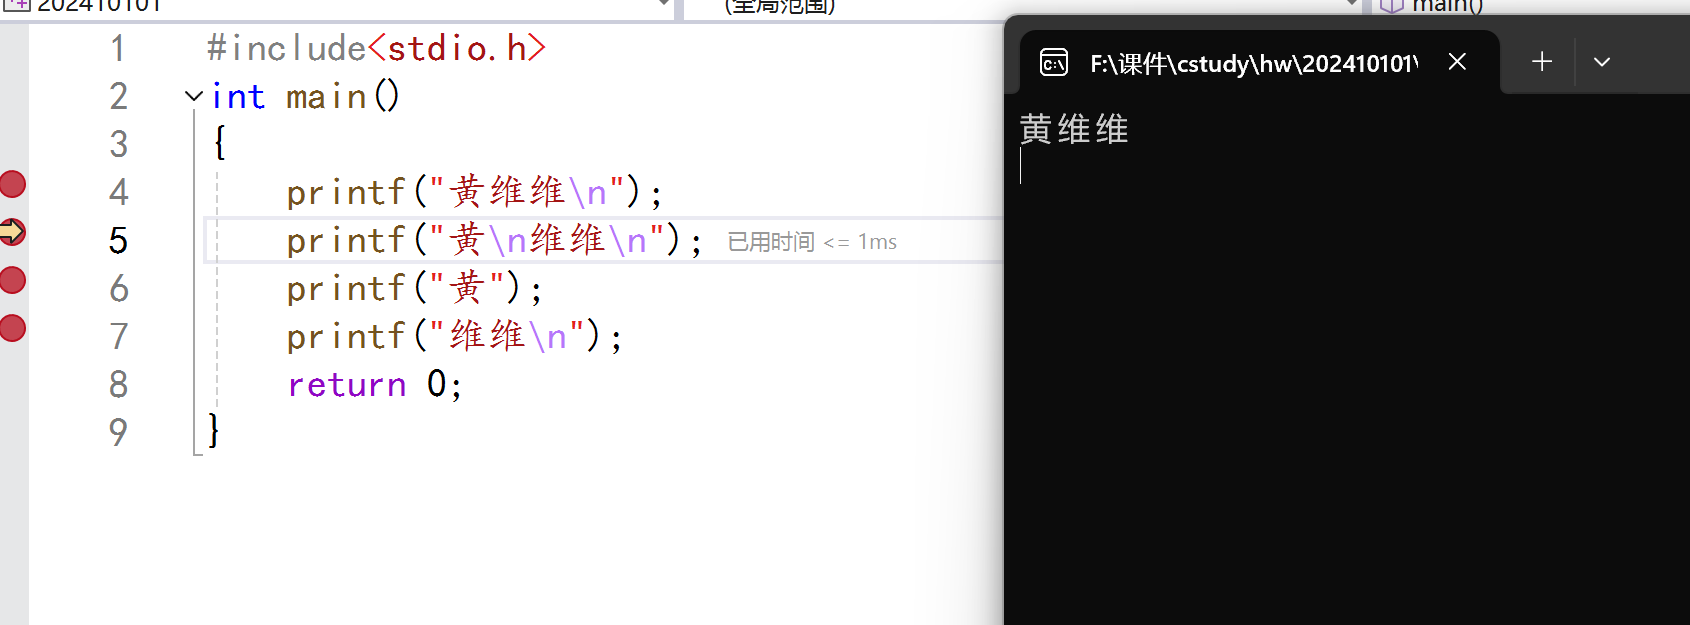 202410101
(全局范围)
main()
1 #include<stdio.h>
2 int main()
3 {
4 printf("黄维维\n");
5 printf("黄\n维维\n"); 已用时间 <= 1ms
6 printf("黄");
7 printf("维维\n");
8 return 0;
9 }
F:\课件\cstudy\hw\202410101\
黄维维